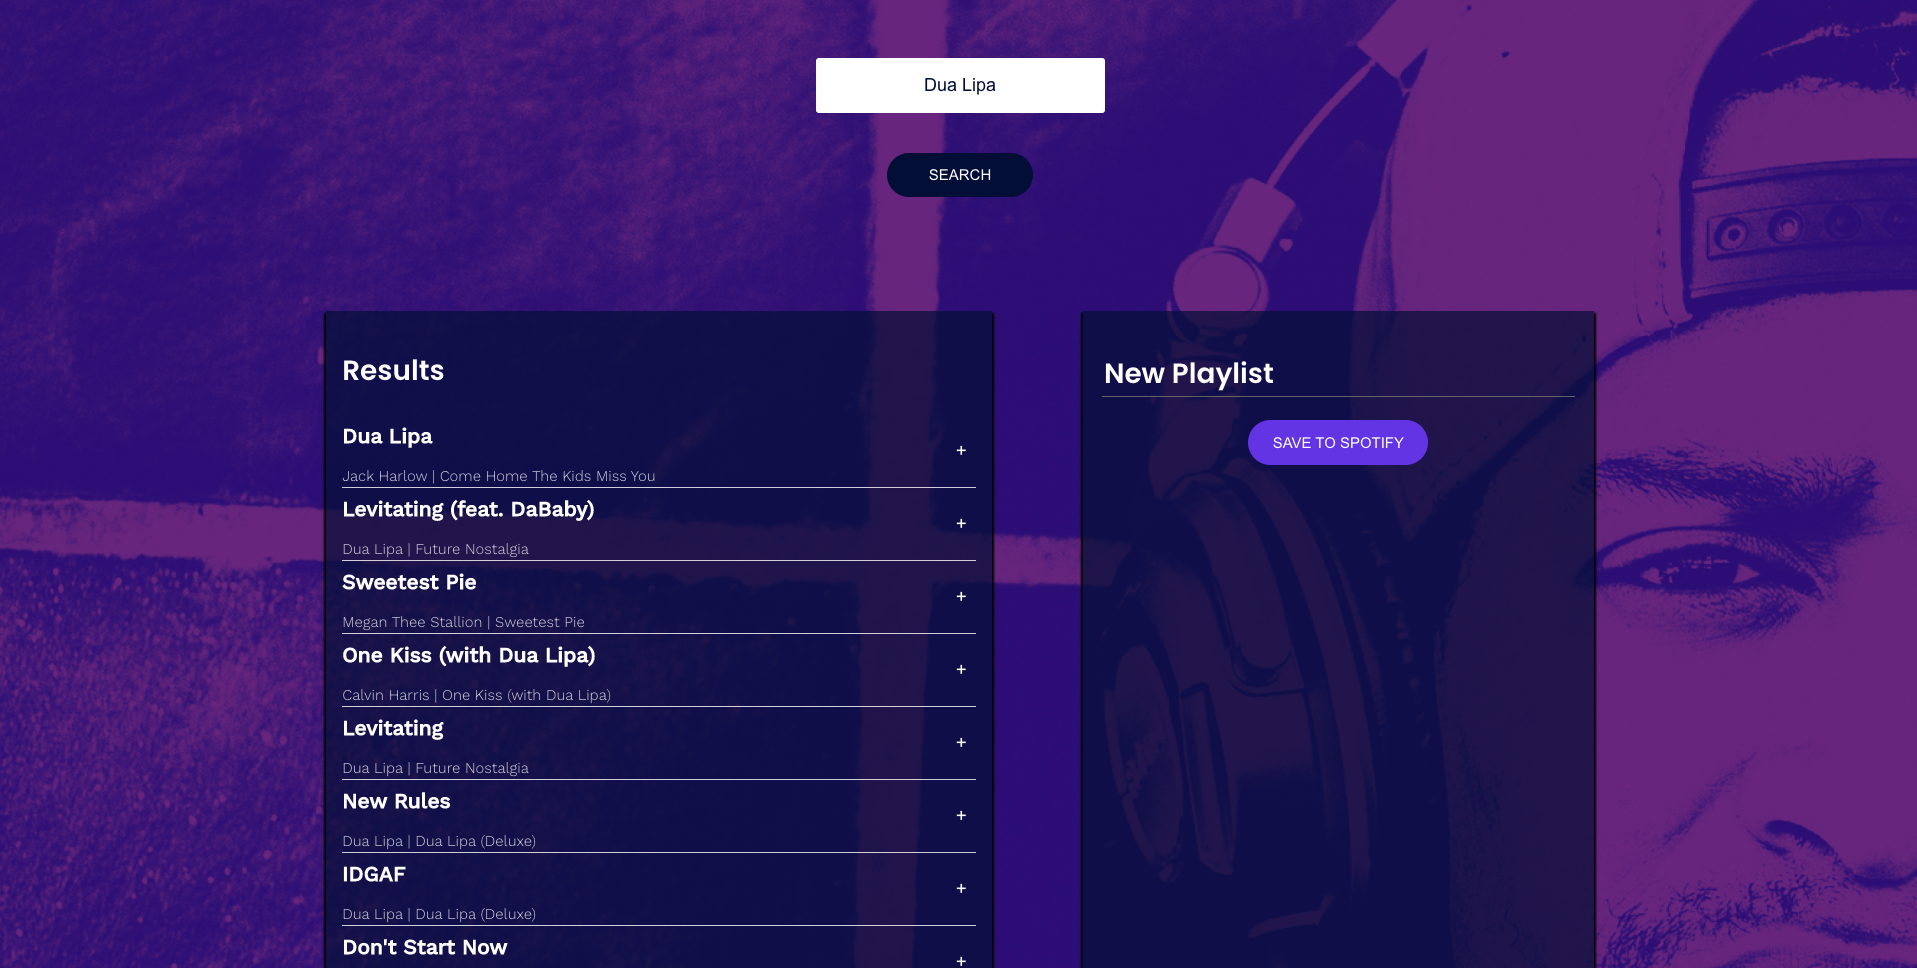 Dua Lipa
SEARCH
Results
Dua Lipa
+
Jack Harlow | Come Home The Kids Miss You
Levitating (feat. DaBaby)
+
Dua Lipa | Future Nostalgia
Sweetest Pie
+
Megan Thee Stallion | Sweetest Pie
One Kiss (with Dua Lipa)
+
Calvin Harris | One Kiss (with Dua Lipa)
Levitating
+
Dua Lipa | Future Nostalgia
New Rules
+
Dua Lipa | Dua Lipa (Deluxe)
IDGAF
+
Dua Lipa | Dua Lipa (Deluxe)
Don't Start Now
+
New Playlist
SAVE TO SPOTIFY